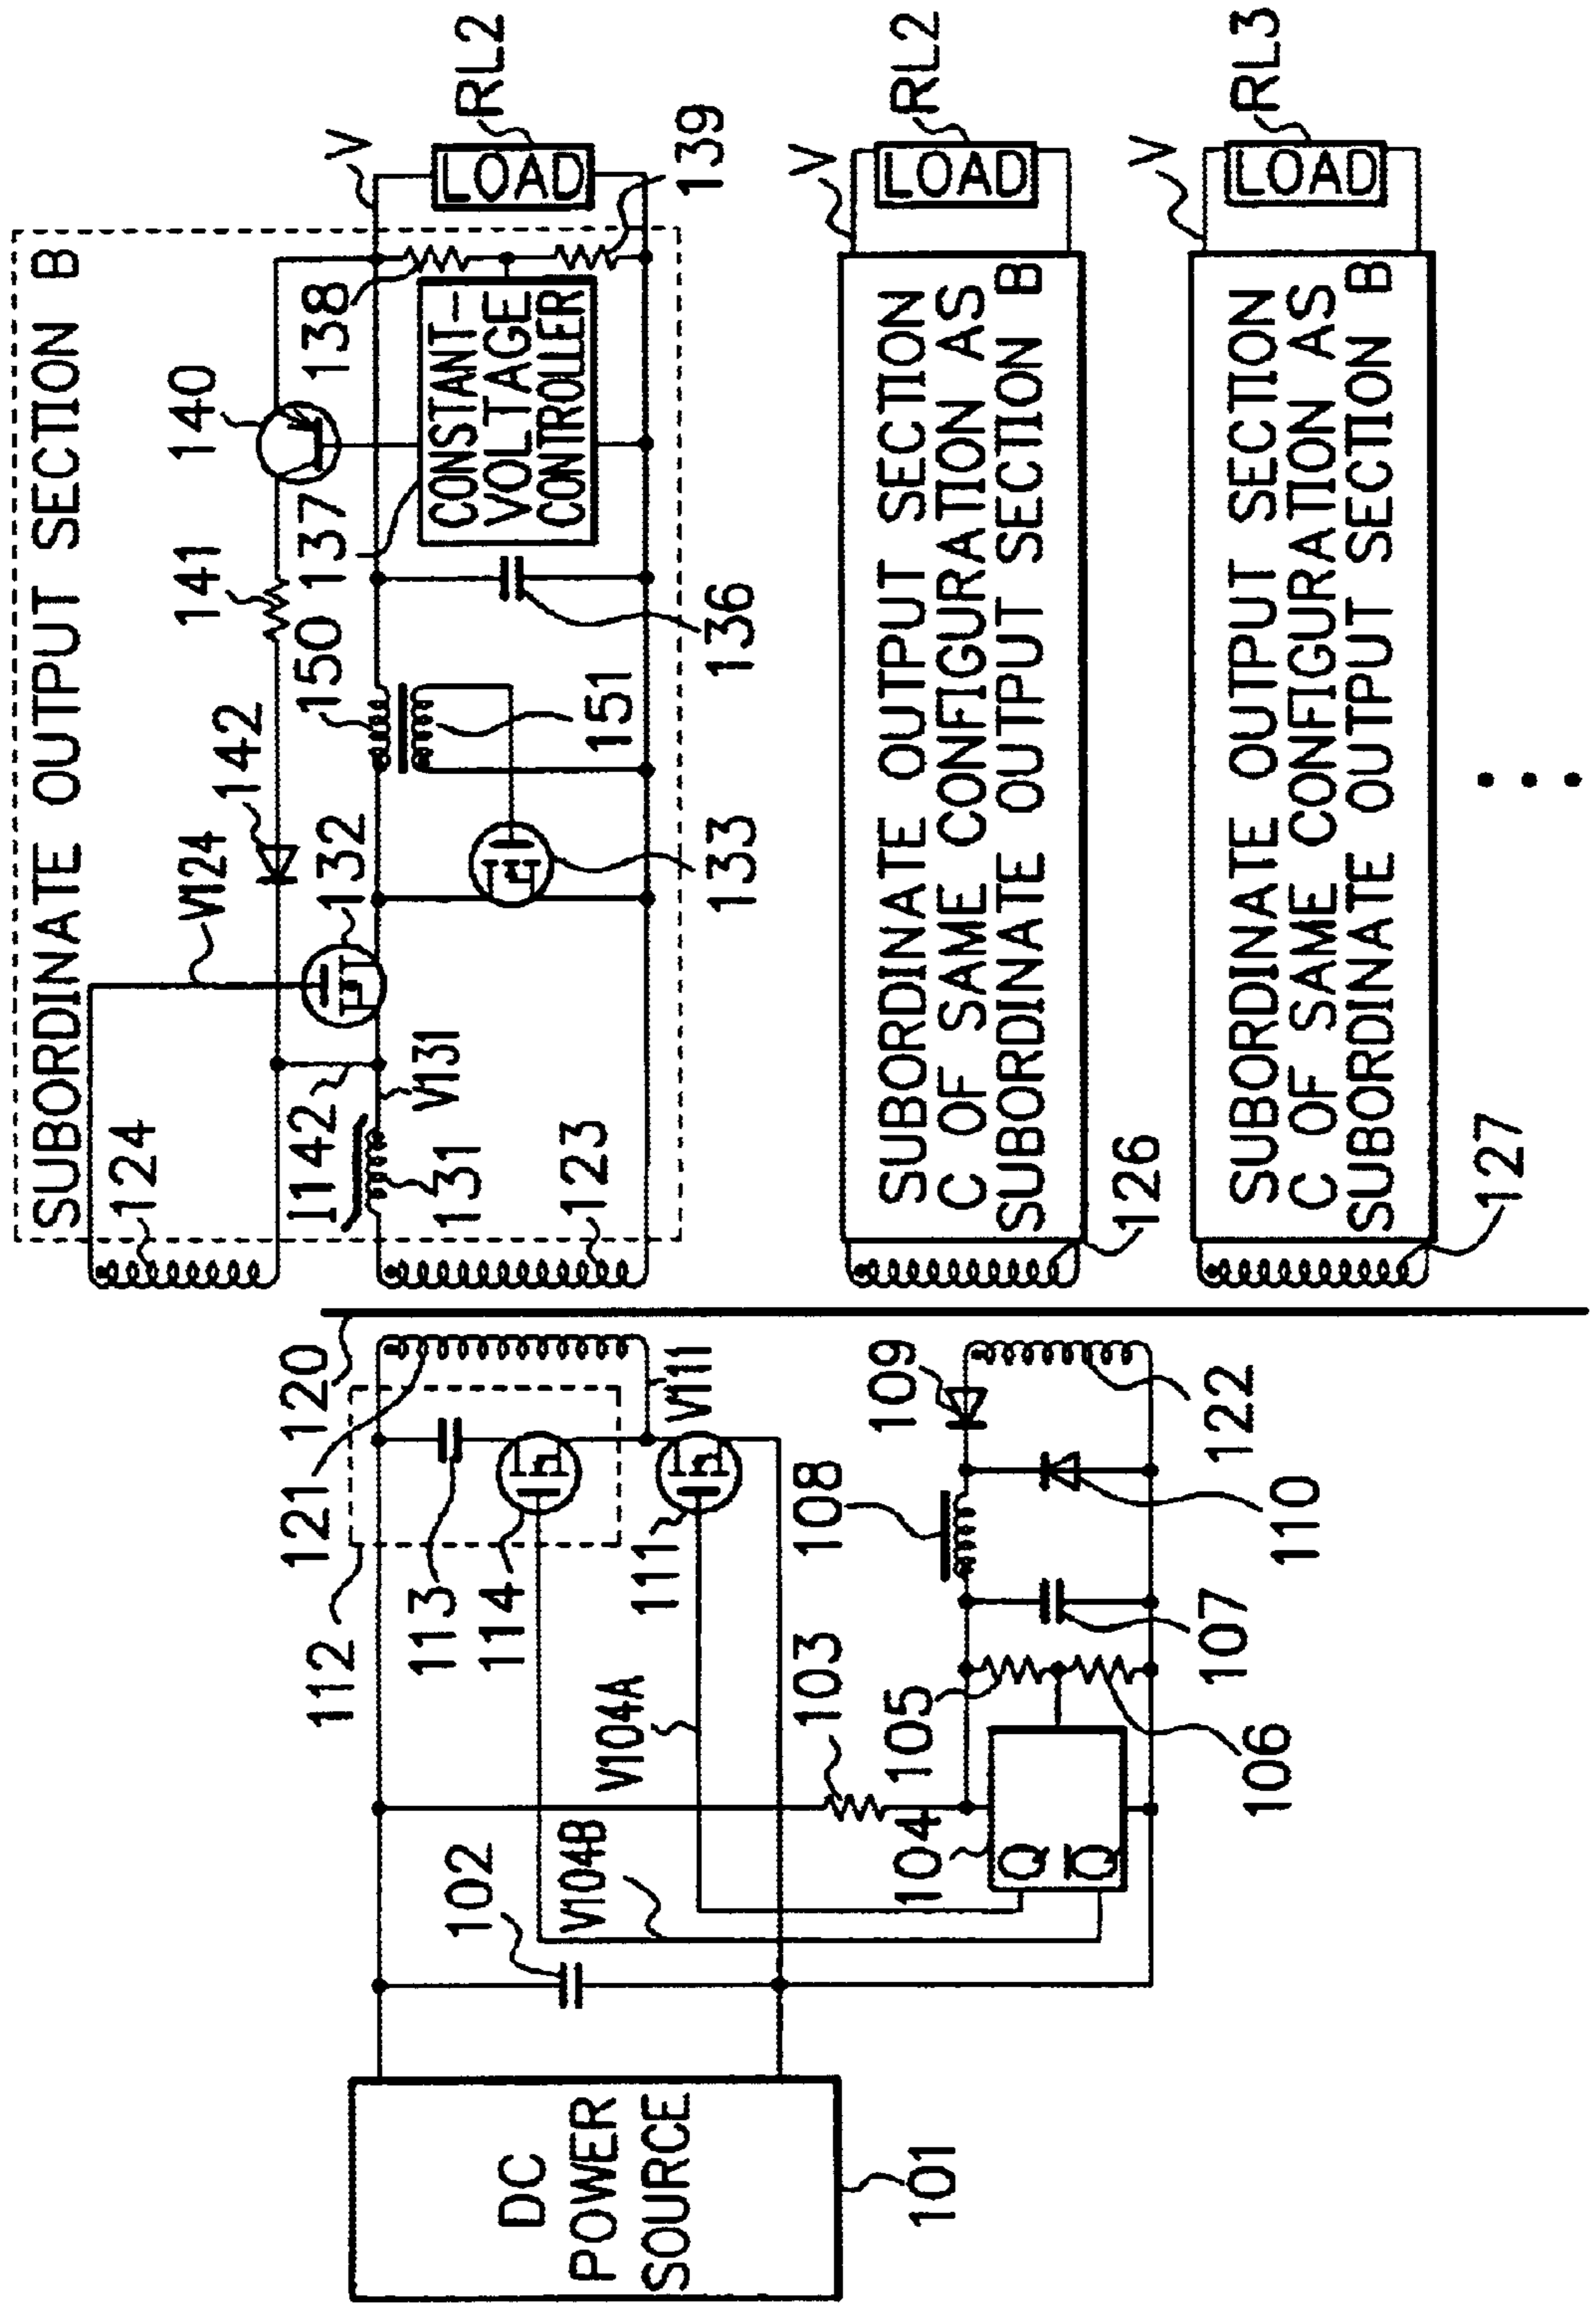 SUBORDINATE OUTPUT SECTION B
124
V124
142
141
140
138
V
RL2
LOAD
I142
V131
132
150
137
CONSTANT-
VOLTAGE
CONTROLLER
139
131
123
133
151
136
120
121
112
113
114
111
V111
102
V104B
V104A
103
108
109
104
Q
Q̅
105
106
107
110
122
DC
POWER
SOURCE
101
SUBORDINATE OUTPUT SECTION
C OF SAME CONFIGURATION AS
SUBORDINATE OUTPUT SECTION B
126
V
RL2
LOAD
SUBORDINATE OUTPUT SECTION
C OF SAME CONFIGURATION AS
SUBORDINATE OUTPUT SECTION B
127
V
RL3
LOAD